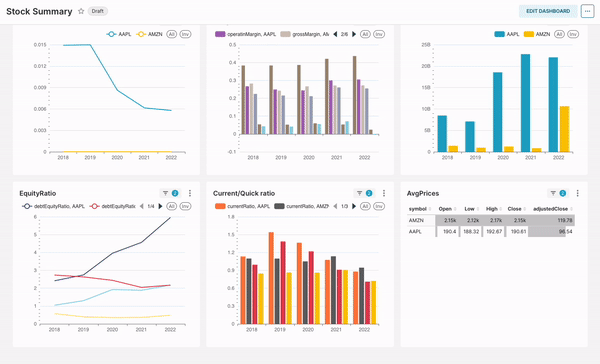 Stock Summary ☆ Draft
EDIT DASHBOARD ...
AAPL AMZN All Inv
0.015
0.012
0.009
0.006
0.003
0
2018 2019 2020 2021 2022
operatinMargin, AAPL grossMargin, AM 2/8 All Inv
0.5
0.4
0.3
0.2
0.1
0
-0.1
2018 2019 2020 2021 2022
AAPL AMZN All Inv
25B
20B
15B
10B
5B
0
2018 2019 2020 2021 2022
EquityRatio 2
debtEquityRatio, AAPL debtEquityRatic 1/4 All Inv
6
5
4
3
2
1
0
2018 2019 2020 2021 2022
Current/Quick ratio 2
currentRatio, AAPL currentRatio, AMZN 1/3 All Inv
1.8
1.5
1.2
0.9
0.6
0.3
0
2018 2019 2020 2021 2022
AvgPrices 2
symbol Open Low High Close adjustedClose
AMZN 2.15k 2.12k 2.17k 2.15k 119.78
AAPL 190.4 188.32 192.67 190.61 96.54